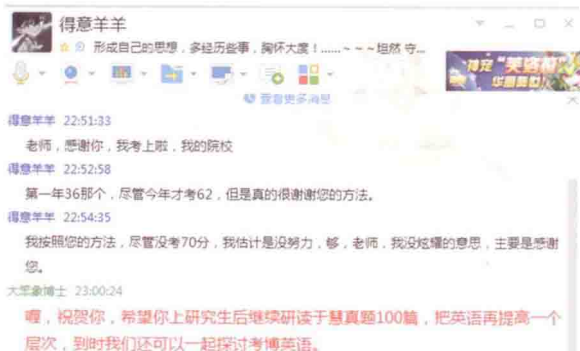 得意羊羊
形成自己的思想，多经历些事，胸怀大度！……~~~坦然 守...
神宠“笑
查看更多消息
得意羊羊 22:51:33
老师，感谢你，我考上啦，我的院校
得意羊羊 22:52:58
第一年36那个，尽管今年才考62，但是真的很谢谢您的方法。
得意羊羊 22:54:35
我按照您的方法，尽管没考70分，我估计是没努力，够，老师，我没炫耀的意思，主要是感谢
您。
大笨象博士 23:00:24
喔，祝贺你，希望你上研究生后继续研读于慧真题100篇，把英语再提高一个
层次，到时我们还可以一起探讨考博英语。